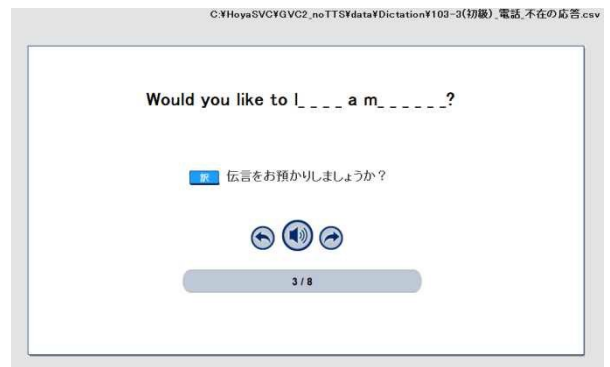 C:¥HoyaSVC¥GVC2_noTTS¥data¥Dictation¥103-3(初級)_電話_不在の応答.csv
Would you like to l_ _ _ _ a m_ _ _ _ _ _?
訳 伝言をお預かりしましょうか？
3 / 8